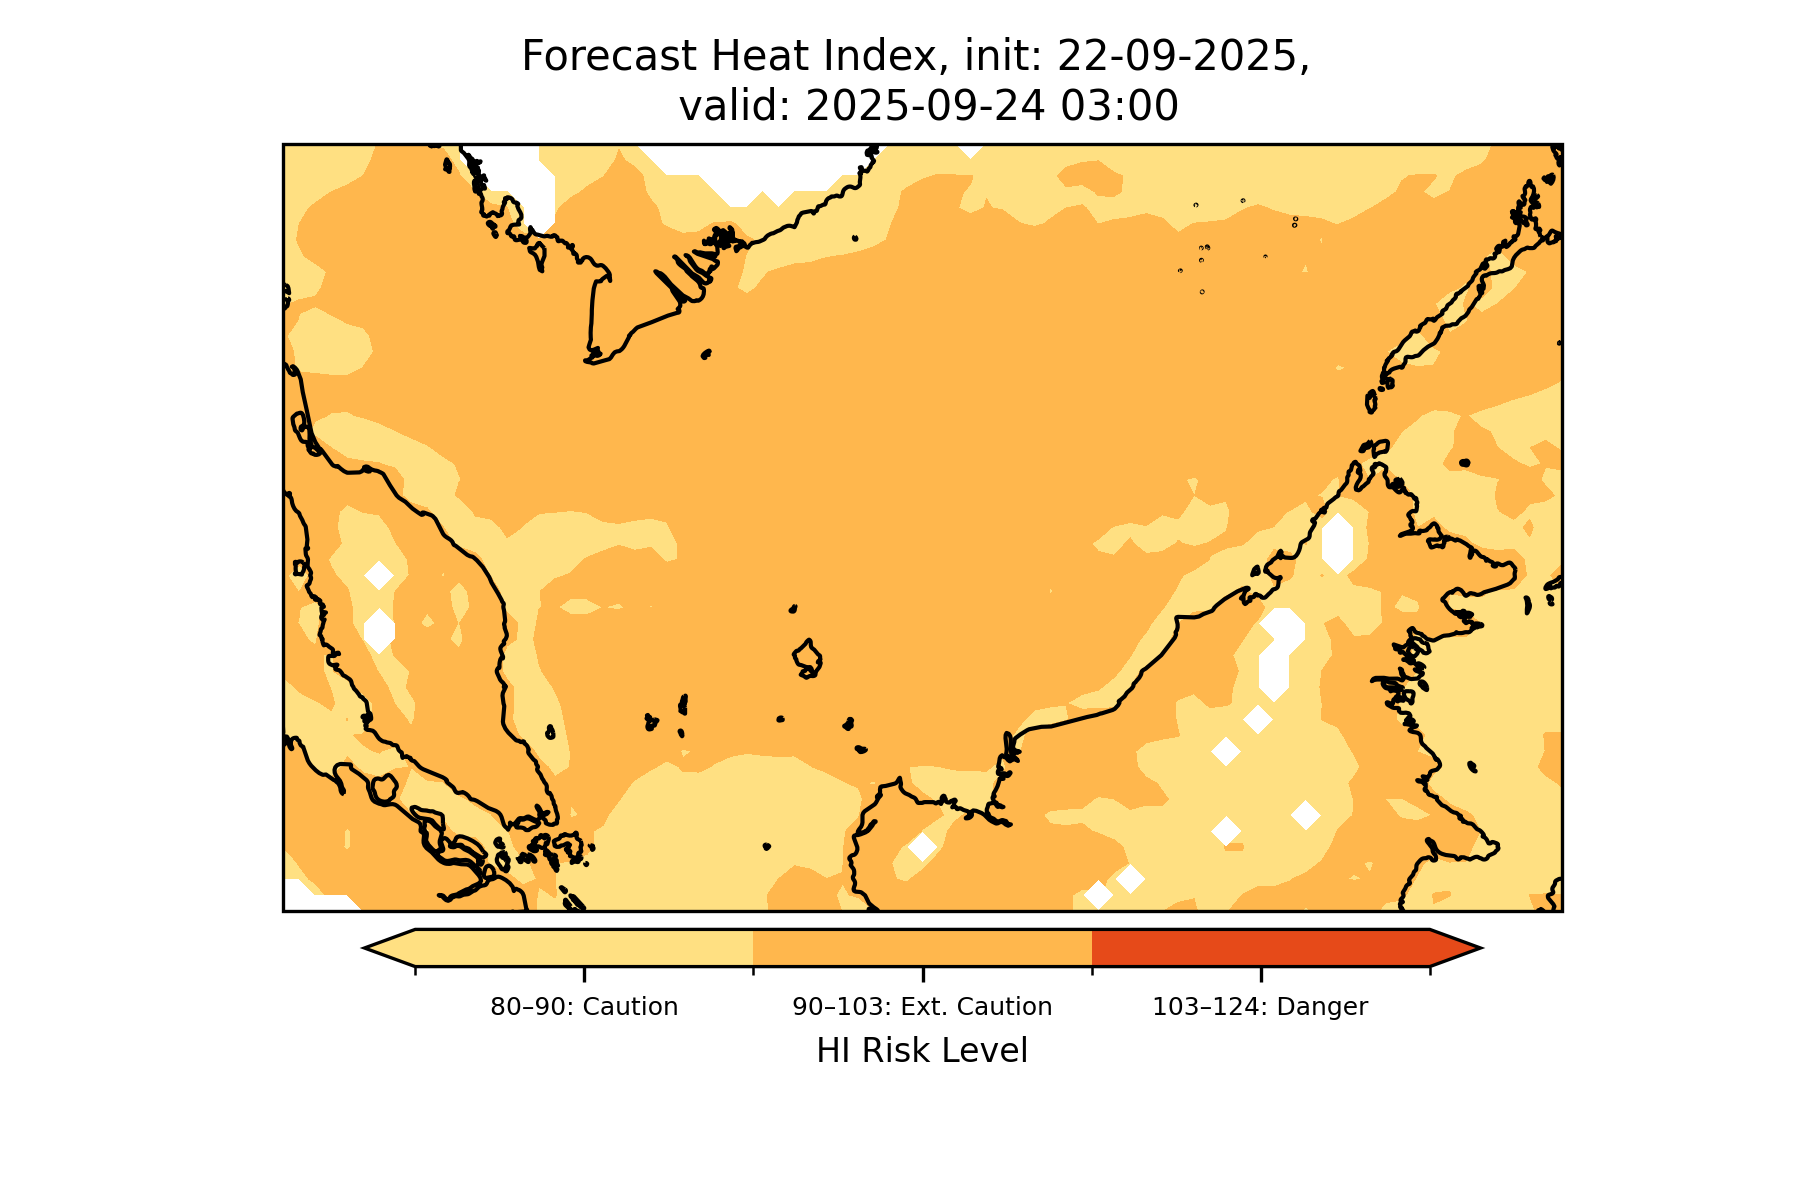 Forecast Heat Index, init: 22-09-2025,
valid: 2025-09-24 03:00
80–90: Caution
90–103: Ext. Caution
103–124: Danger
HI Risk Level